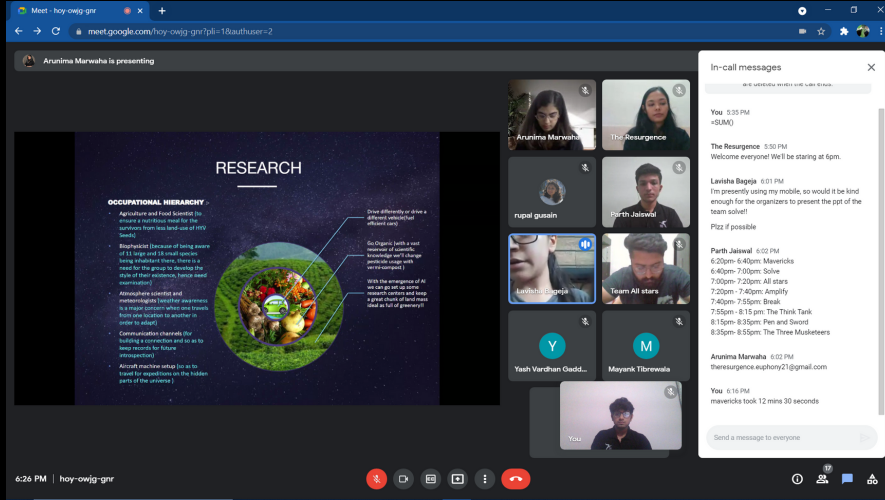 Meet - hoy-owjg-gnr
meet.google.com/hoy-owjg-gnr?pli=1&authuser=2
Arunima Marwaha is presenting
RESEARCH
OCCUPATIONAL HIERARCHY
Agriculture and Food Scientist (to
ensure a nutritious meal for the
survivors from less land-use of HYV
Seeds)
Biophysicist (because of being aware
of 11 large and 18 small species
being inhabitant there, there is a
need for the group to develop the
style of their existence, hence need
examination)
Atmosphere scientist and
meteorologists (weather awareness
is a major concern when one travels
from one location to another in
order to adapt)
Communication channels (for
building a connection and so as to
keep records for future
introspection)
Aircraft machine setup (so as to
travel for expeditions on the hidden
parts of the universe )
Drive differently or drive a
different vehicle(fuel
efficient cars)
Go Organic (with a vast
reservoir of scientific
knowledge we'll change
pesticide usage with
vermi-compost )
With the emergence of AI
we can go set up some
research centers and keep
a great chunk of land mass
ideal as full of greenery!!!
Arunima Marwaha
The Resurgence
rupal gusain
Parth Jaiswal
Lavisha Bageja
Team All stars
Y
Yash Vardhan Gadd...
M
Mayank Tibrewala
You
In-call messages
are deleted when the call ends.
You 5:35 PM
=SUM()
The Resurgence 5:50 PM
Welcome everyone! We'll be staring at 6pm.
Lavisha Bageja 6:01 PM
I'm presently using my mobile, so would it be kind
enough for the organizers to present the ppt of the
team solve!!
Plzz if possible
Parth Jaiswal 6:02 PM
6:20pm- 6:40pm: Mavericks
6:40pm- 7:00pm: Solve
7:00pm-7:20pm: All stars
7:20pm - 7:40pm: Amplify
7:40pm- 7:55pm: Break
7:55pm - 8:15 pm: The Think Tank
8:15pm- 8:35pm: Pen and Sword
8:35pm- 8:55pm: The Three Musketeers
Arunima Marwaha 6:02 PM
theresurgence.euphony21@gmail.com
You 6:16 PM
mavericks took 12 mins 30 seconds
Send a message to everyone
6:26 PM | hoy-owjg-gnr
17